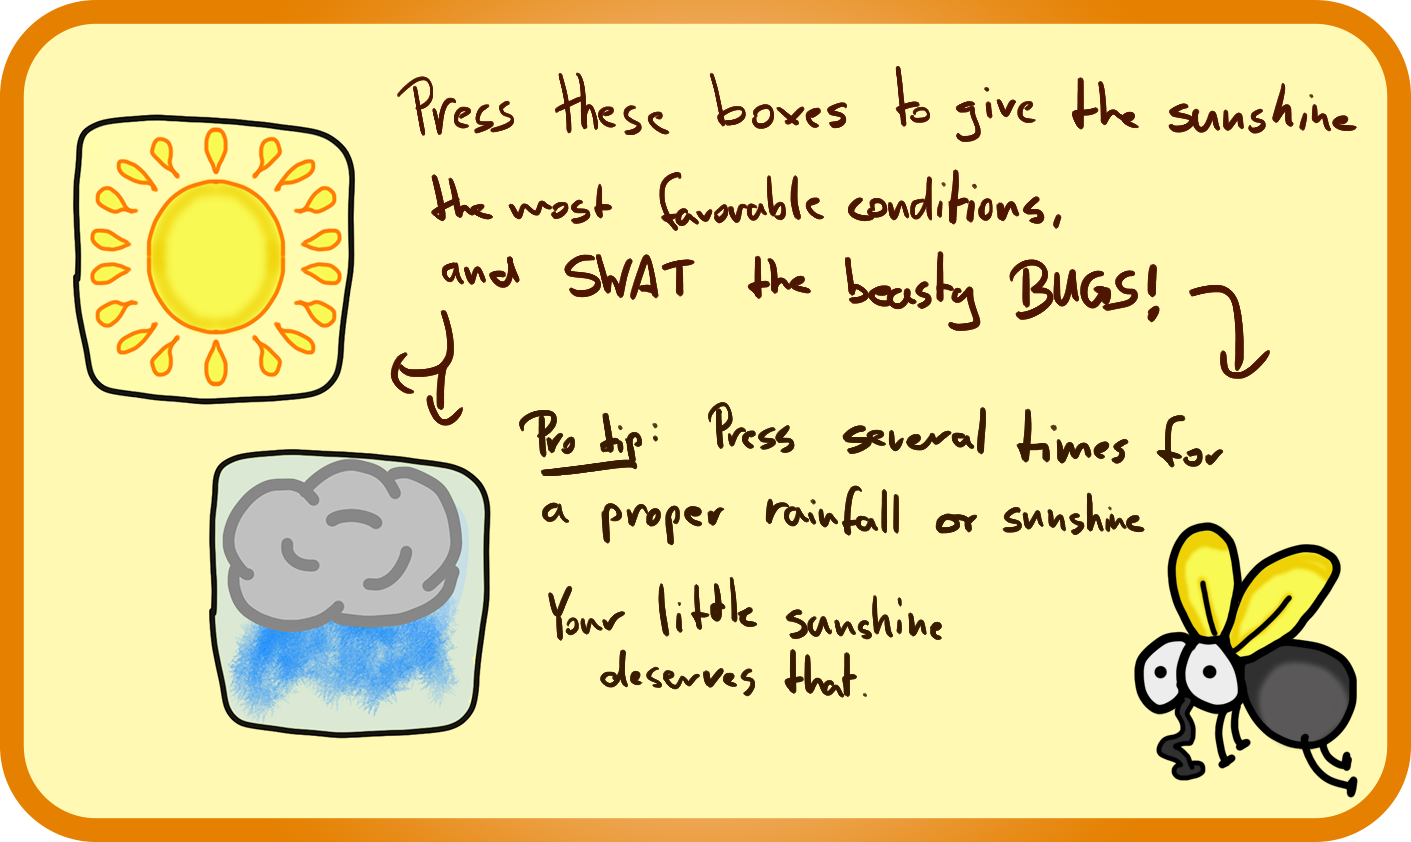 Press these boxes to give the sunshine
the most favorable conditions,
and SWAT the beasty BUGS!
Pro tip: Press several times for
a proper rainfall or sunshine
Your little sunshine
deserves that.